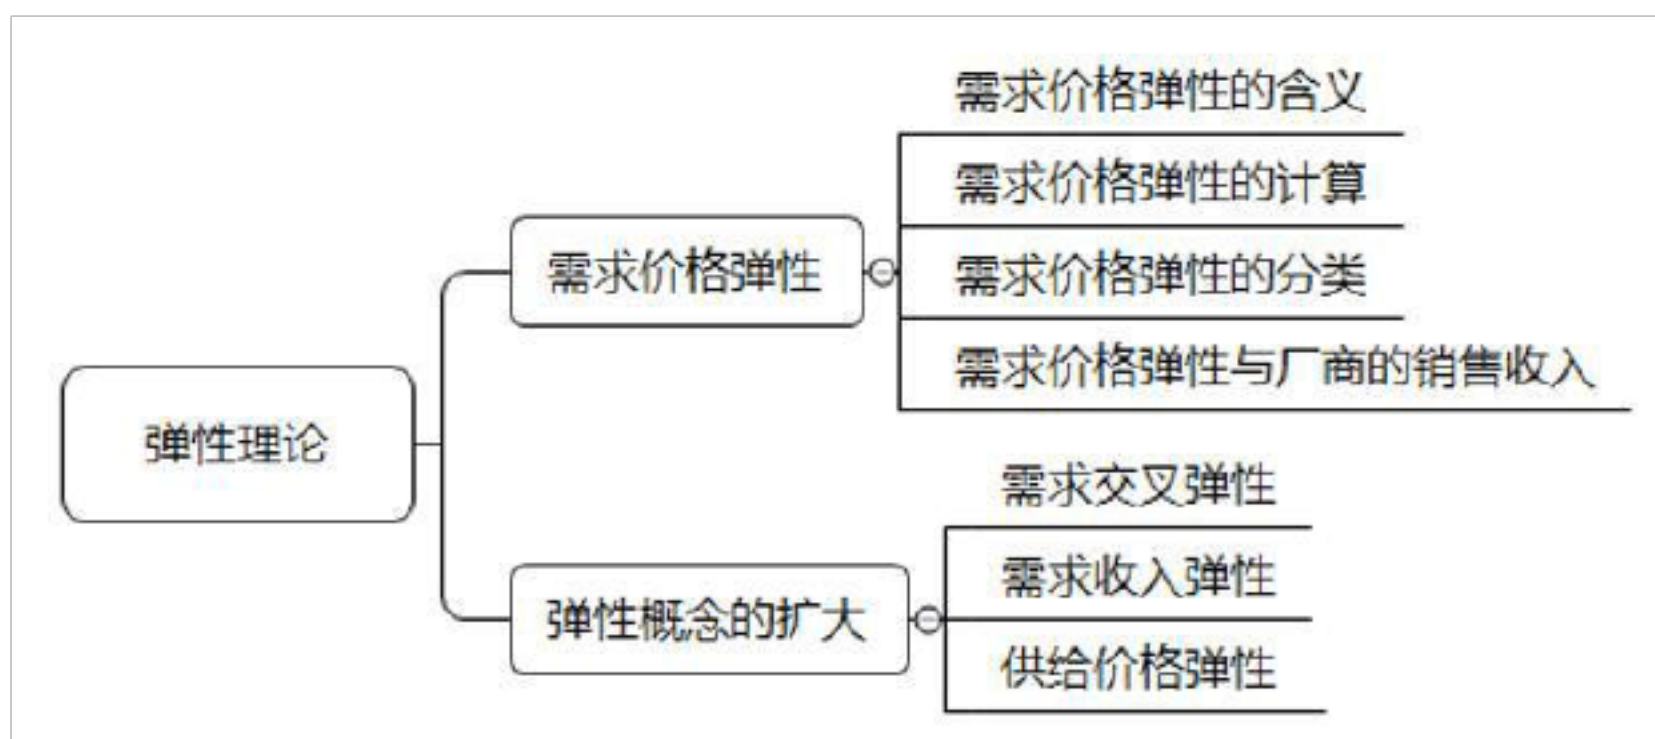 弹性理论
需求价格弹性
需求价格弹性的含义
需求价格弹性的计算
需求价格弹性的分类
需求价格弹性与厂商的销售收入
弹性概念的扩大
需求交叉弹性
需求收入弹性
供给价格弹性